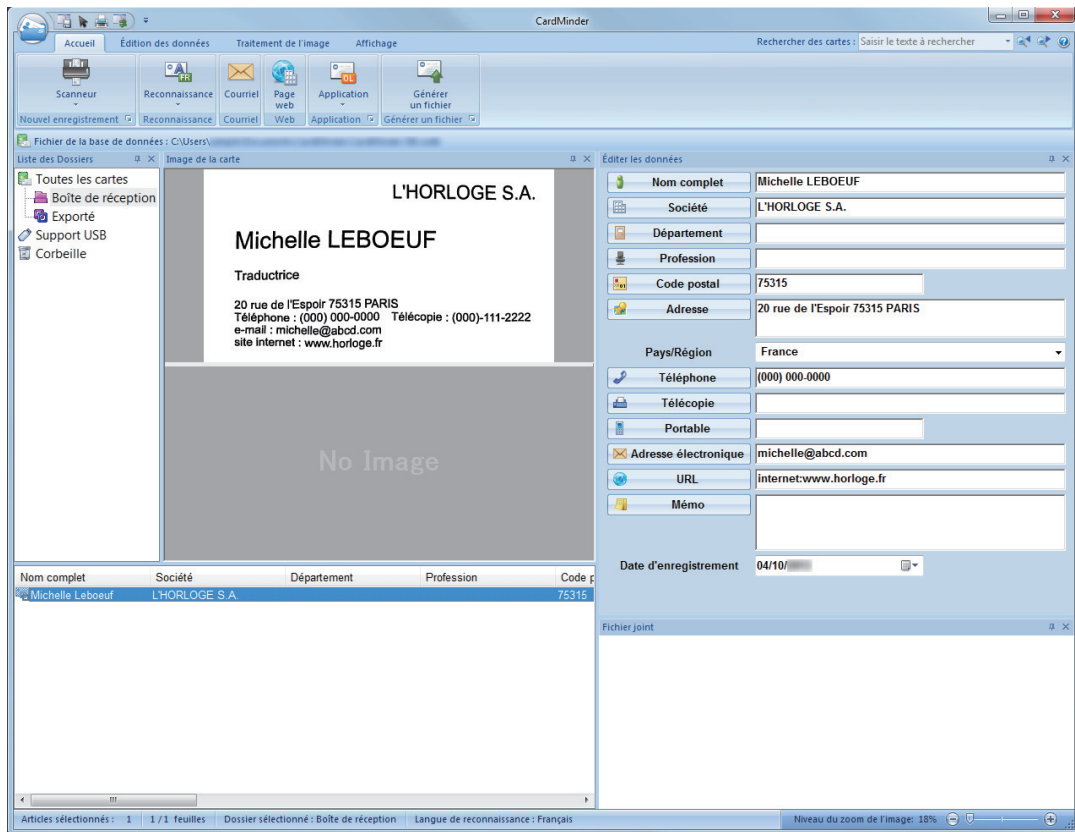 CardMinder
Accueil Édition des données Traitement de l'image Affichage Rechercher des cartes : Saisir le texte à rechercher
Scanneur Reconnaissance Courriel Page web Application Générer un fichier
Nouvel enregistrement Reconnaissance Courriel Web Application Générer un fichier
Fichier de la base de données : C:\Users\
Liste des Dossiers
Toutes les cartes
Boîte de réception
Exporté
Support USB
Corbeille
Image de la carte
L'HORLOGE S.A.
Michelle LEBOEUF
Traductrice
20 rue de l'Espoir 75315 PARIS
Téléphone : (000) 000-0000 Télécopie : (000)-111-2222
e-mail : michelle@abcd.com
site internet : www.horloge.fr
No Image
Éditer les données
Nom complet Michelle LEBOEUF
Société L'HORLOGE S.A.
Département
Profession
Code postal 75315
Adresse 20 rue de l'Espoir 75315 PARIS
Pays/Région France
Téléphone (000) 000-0000
Télécopie
Portable
Adresse électronique michelle@abcd.com
URL internet:www.horloge.fr
Mémo
Date d'enregistrement 04/10/
Nom complet Société Département Profession Code p
Michelle Leboeuf L'HORLOGE S.A. 75315
Fichier joint
Articles sélectionnés : 1 1 / 1 feuilles Dossier sélectionné : Boîte de réception Langue de reconnaissance : Français Niveau du zoom de l'image: 18%